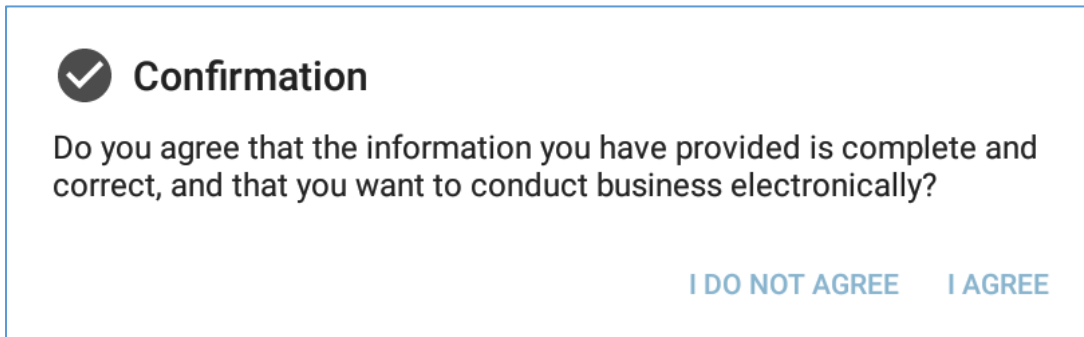 Confirmation
Do you agree that the information you have provided is complete and
correct, and that you want to conduct business electronically?
I DO NOT AGREE I AGREE